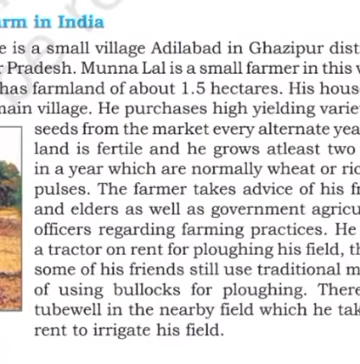 arm in India
e is a small village Adilabad in Ghazipur dist
r Pradesh. Munna Lal is a small farmer in this v
has farmland of about 1.5 hectares. His hous
main village. He purchases high yielding varie
seeds from the market every alternate yea
land is fertile and he grows atleast two
in a year which are normally wheat or ric
pulses. The farmer takes advice of his fr
and elders as well as government agricu
officers regarding farming practices. He
a tractor on rent for ploughing his field, th
some of his friends still use traditional m
of using bullocks for ploughing. There
tubewell in the nearby field which he tak
rent to irrigate his field.